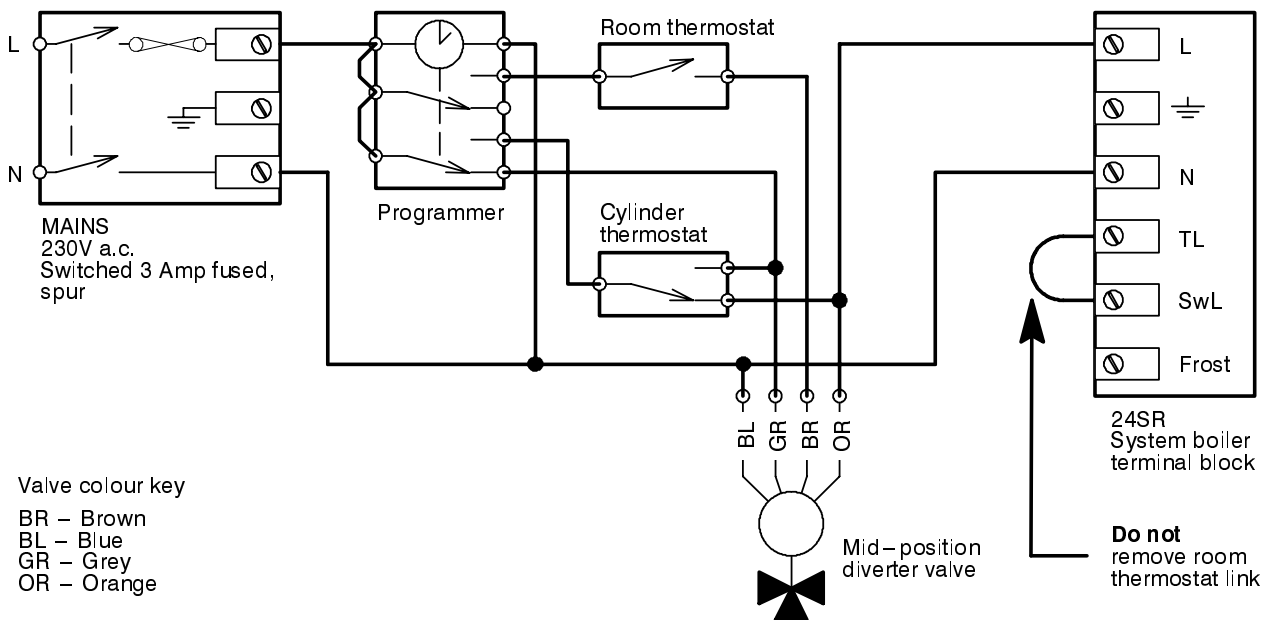 L
N
MAINS
230V a.c.
Switched 3 Amp fused,
spur
Programmer
Room thermostat
Cylinder
thermostat
BL
GR
BR
OR
Mid–position
diverter valve
L
N
TL
SwL
Frost
24SR
System boiler
terminal block
Do not
remove room
thermostat link
Valve colour key
BR – Brown
BL – Blue
GR – Grey
OR – Orange